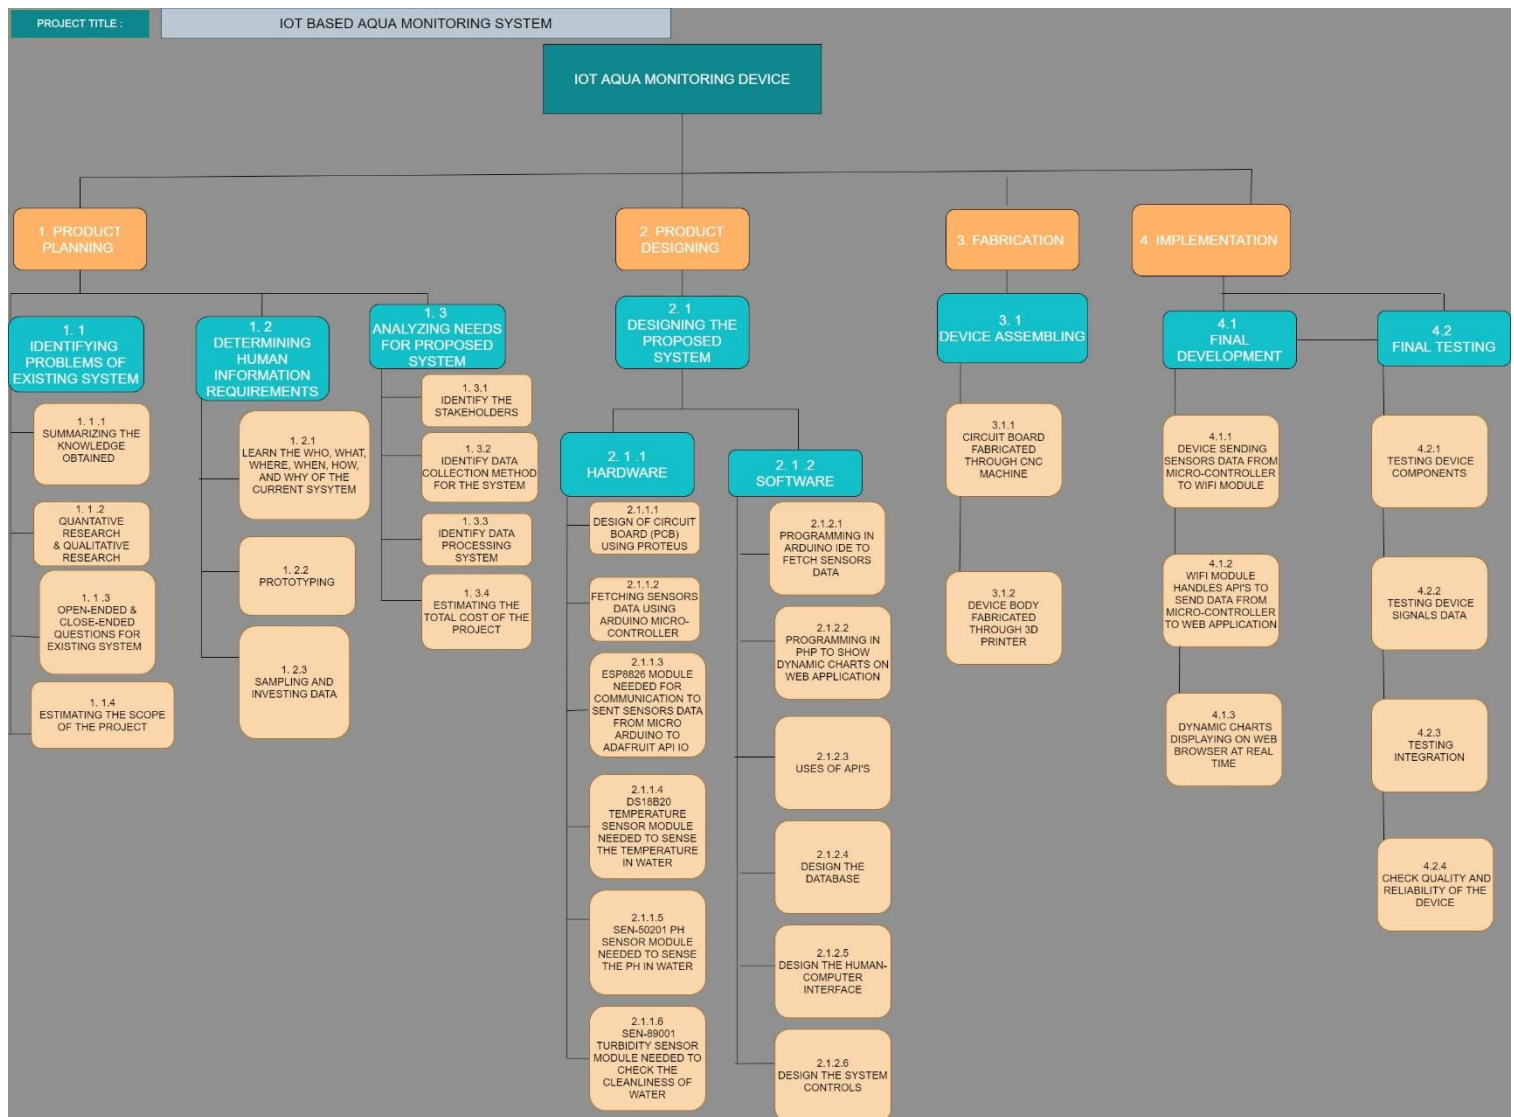 PROJECT TITLE :
IOT BASED AQUA MONITORING SYSTEM
IOT AQUA MONITORING DEVICE
1. PRODUCT
PLANNING
2. PRODUCT
DESIGNING
3. FABRICATION
4. IMPLEMENTATION
1. 1
IDENTIFYING
PROBLEMS OF
EXISTING SYSTEM
1. 2
DETERMINING
HUMAN
INFORMATION
REQUIREMENTS
1. 3
ANALYZING NEEDS
FOR PROPOSED
SYSTEM
2. 1
DESIGNING THE
PROPOSED
SYSTEM
3. 1
DEVICE ASSEMBLING
4.1
FINAL
DEVELOPMENT
4.2
FINAL TESTING
1. 1 .1
SUMMARIZING THE
KNOWLEDGE
OBTAINED
1. 1 .2
QUANTATIVE
RESEARCH
& QUALITATIVE
RESEARCH
1. 1 .3
OPEN-ENDED &
CLOSE-ENDED
QUESTIONS FOR
EXISTING SYSTEM
1. 1.4
ESTIMATING THE SCOPE
OF THE PROJECT
1. 2.1
LEARN THE WHO, WHAT,
WHERE, WHEN, HOW,
AND WHY OF THE
CURRENT SYSYTEM
1. 2.2
PROTOTYPING
1. 2.3
SAMPLING AND
INVESTING DATA
1. 3.1
IDENTIFY THE
STAKEHOLDERS
1. 3.2
IDENTIFY DATA
COLLECTION METHOD
FOR THE SYSTEM
1. 3.3
IDENTIFY DATA
PROCESSING
SYSTEM
1. 3.4
ESTIMATING THE
TOTAL COST OF THE
PROJECT
2. 1 .1
HARDWARE
2.1.1.1
DESIGN OF CIRCUIT
BOARD (PCB)
USING PROTEUS
2.1.1.2
FETCHING SENSORS
DATA USING
ARDUINO MICRO-
CONTROLLER
2.1.1.3
ESP8826 MODULE
NEEDED FOR
COMMUNICATION TO
SENT SENSORS DATA
FROM MICRO
ARDUINO TO
ADAFRUIT API IO
2.1.1.4
DS18B20
TEMPERATURE
SENSOR MODULE
NEEDED TO SENSE
THE TEMPERATURE
IN WATER
2.1.1.5
SEN-50201 PH
SENSOR MODULE
NEEDED TO SENSE
THE PH IN WATER
2.1.1.6
SEN-89001
TURBIDITY SENSOR
MODULE NEEDED TO
CHECK THE
CLEANLINESS OF
WATER
2. 1 .2
SOFTWARE
2.1.2.1
PROGRAMMING IN
ARDUINO IDE TO
FETCH SENSORS
DATA
2.1.2.2
PROGRAMMING IN
PHP TO SHOW
DYNAMIC CHARTS ON
WEB APPLICATION
2.1.2.3
USES OF API'S
2.1.2.4
DESIGN THE
DATABASE
2.1.2.5
DESIGN THE HUMAN-
COMPUTER
INTERFACE
2.1.2.6
DESIGN THE SYSTEM
CONTROLS
3.1.1
CIRCUIT BOARD
FABRICATED
THROUGH CNC
MACHINE
3.1.2
DEVICE BODY
FABRICATED
THROUGH 3D
PRINTER
4.1.1
DEVICE SENDING
SENSORS DATA FROM
MICRO-CONTROLLER
TO WIFI MODULE
4.1.2
WIFI MODULE
HANDLES API'S TO
SEND DATA FROM
MICRO-CONTROLLER
TO WEB APPLICATION
4.1.3
DYNAMIC CHARTS
DISPLAYING ON WEB
BROWSER AT REAL
TIME
4.2.1
TESTING DEVICE
COMPONENTS
4.2.2
TESTING DEVICE
SIGNALS DATA
4.2.3
TESTING
INTEGRATION
4.2.4
CHECK QUALITY AND
RELIABILITY OF THE
DEVICE